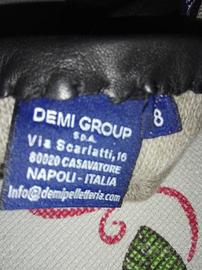 DEMI GROUP
S.P.A.
Via Scarlatti, 16
80020 CASAVATORE
NAPOLI - ITALIA
Info@demipelletteria.com
8